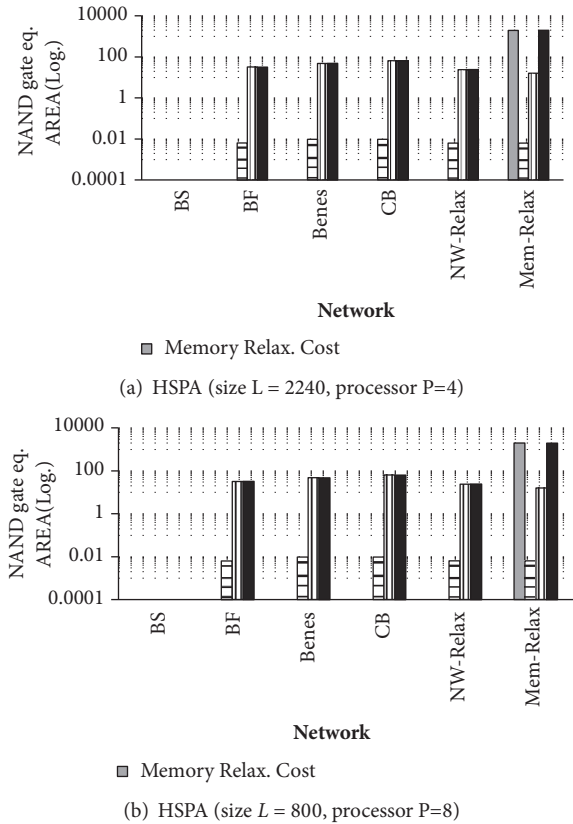 NAND gate eq.
AREA(Log.)
10000
100
1
0.01
0.0001
BS
BF
Benes
CB
NW-Relax
Mem-Relax
Network
Memory Relax. Cost
(a) HSPA (size L = 2240, processor P=4)
NAND gate eq.
AREA(Log.)
10000
100
1
0.01
0.0001
BS
BF
Benes
CB
NW-Relax
Mem-Relax
Network
Memory Relax. Cost
(b) HSPA (size L = 800, processor P=8)